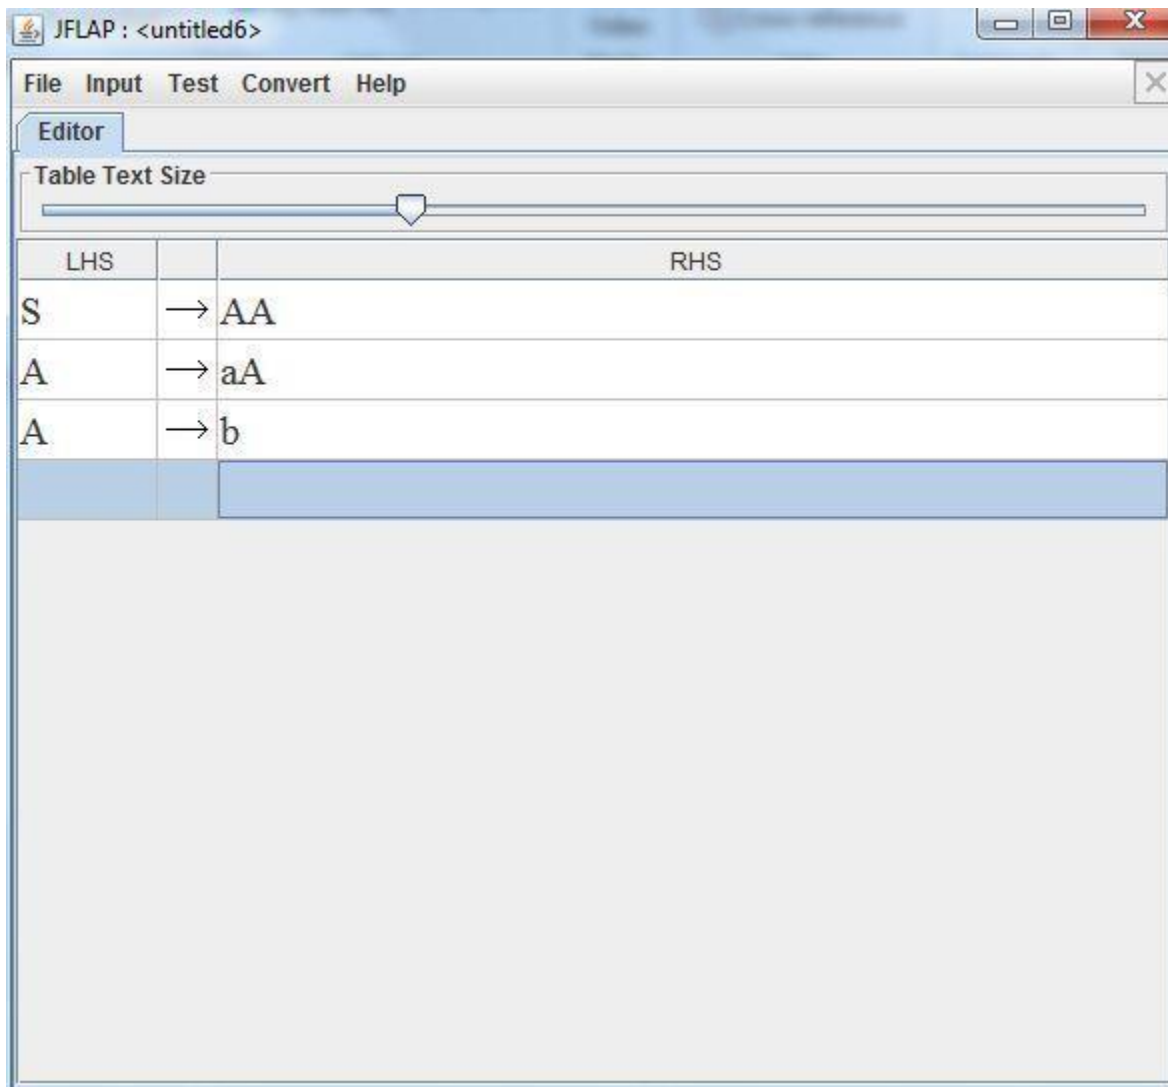 JFLAP : <untitled6>
File Input Test Convert Help
Editor
Table Text Size
LHS RHS
S → AA
A → aA
A → b